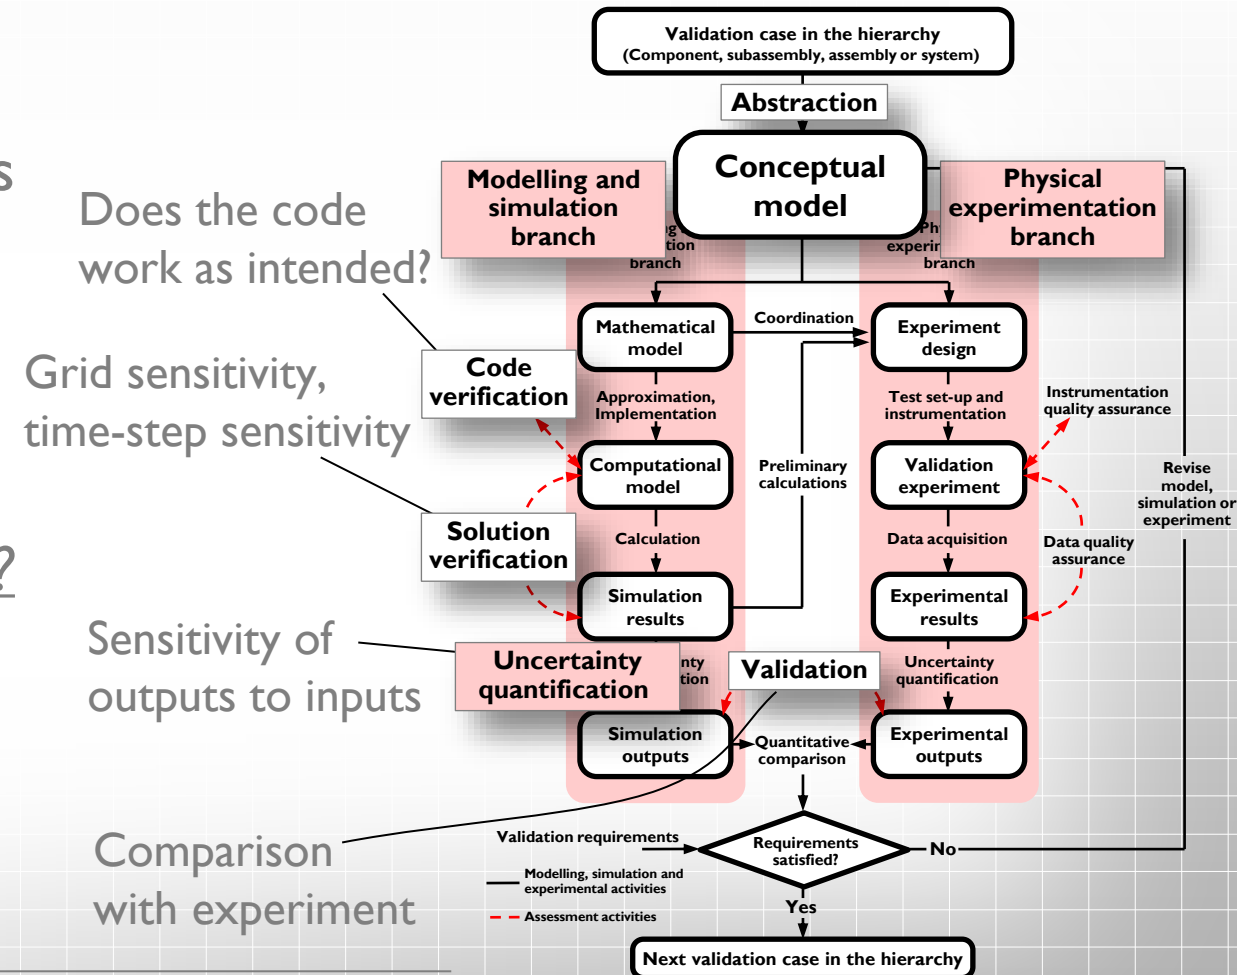 Validation case in the hierarchy
(Component, subassembly, assembly or system)
Abstraction
Conceptual
model
Modelling and
simulation
branch
Physical
experimentation
branch
branch
branch
s
Does the code
work as intended?
Mathematical
model
Coordination
Experiment
design
Code
verification
Grid sensitivity,
time-step sensitivity
Approximation,
Implementation
Test set-up and
instrumentation
Instrumentation
quality assurance
Computational
model
Preliminary
calculations
Validation
experiment
Revise
model,
simulation or
experiment
Solution
verification
Calculation
Data acquisition
Data quality
assurance
?
Simulation
results
Experimental
results
Sensitivity of
outputs to inputs
Uncertainty
quantification
nty
tion
Validation
Uncertainty
quantification
Simulation
outputs
Quantitative
comparison
Experimental
outputs
Comparison
with experiment
Validation requirements
Requirements
satisfied?
No
Modelling, simulation and
experimental activities
Assessment activities
Yes
Next validation case in the hierarchy